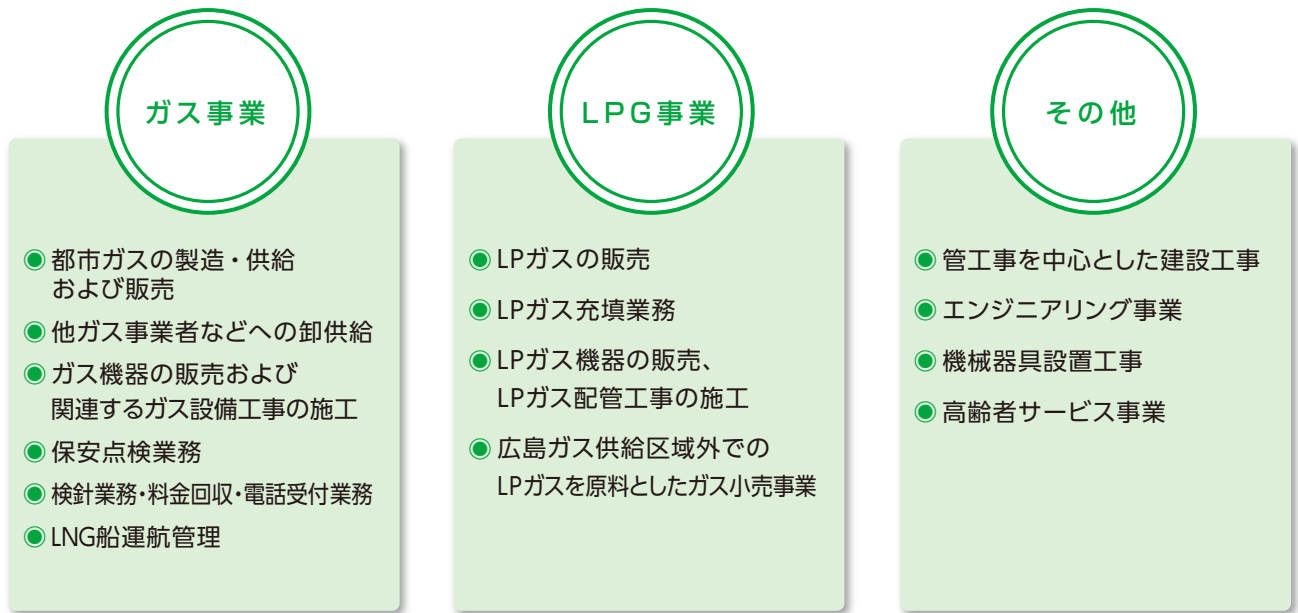 ガス事業
都市ガスの製造・供給
および販売
他ガス事業者などへの卸供給
ガス機器の販売および
関連するガス設備工事の施工
保安点検業務
検針業務・料金回収・電話受付業務
LNG船運航管理
LPG事業
LPガスの販売
LPガス充填業務
LPガス機器の販売、
LPガス配管工事の施工
広島ガス供給区域外での
LPガスを原料としたガス小売事業
その他
管工事を中心とした建設工事
エンジニアリング事業
機械器具設置工事
高齢者サービス事業